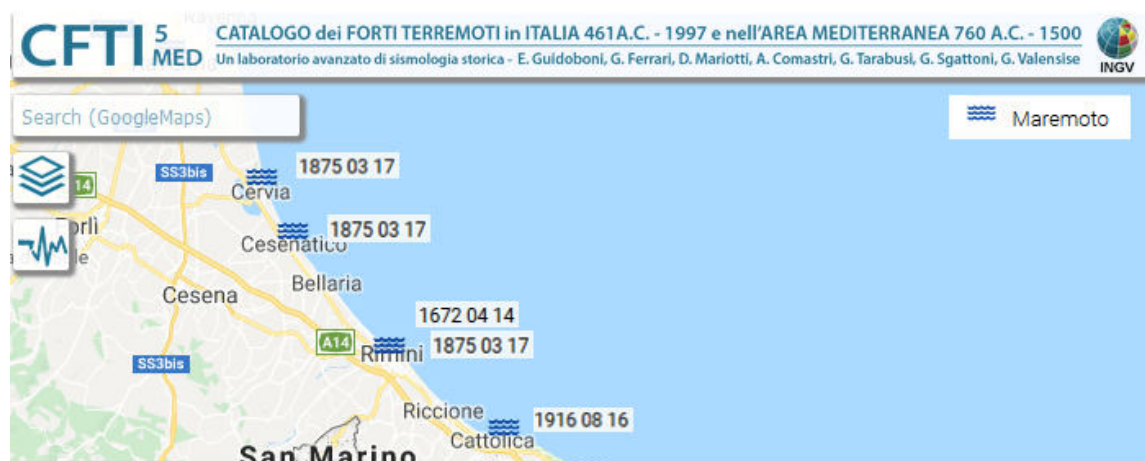 CFTI 5 MED
CATALOGO dei FORTI TERREMOTI in ITALIA 461 A.C. - 1997 e nell'AREA MEDITERRANEA 760 A.C. - 1500
Un laboratorio avanzato di sismologia storica - E. Guidoboni, G. Ferrari, D. Mariotti, A. Comastri, G. Tarabusi, G. Sgattoni, G. Valensise
INGV
Search (GoogleMaps)
Maremoto
SS3bis
1875 03 17
14
Cervia
1875 03 17
Cesenatico
Bellaria
Cesena
1672 04 14
A14
Rimini
1875 03 17
SS3bis
Riccione
1916 08 16
Cattolica
San Marino